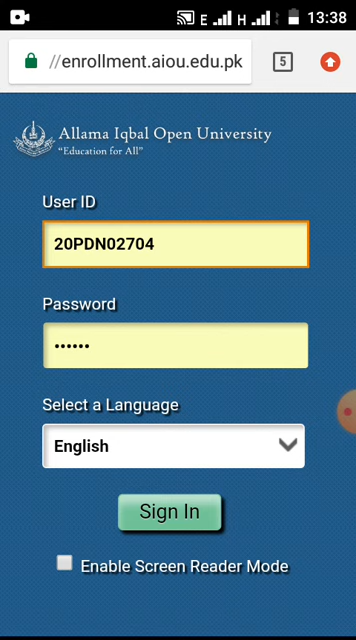 E H 13:38
//enrollment.aiou.edu.pk 5
Allama Iqbal Open University
"Education for All"
User ID
20PDN02704
Password
••••••
Select a Language
English
Sign In
Enable Screen Reader Mode